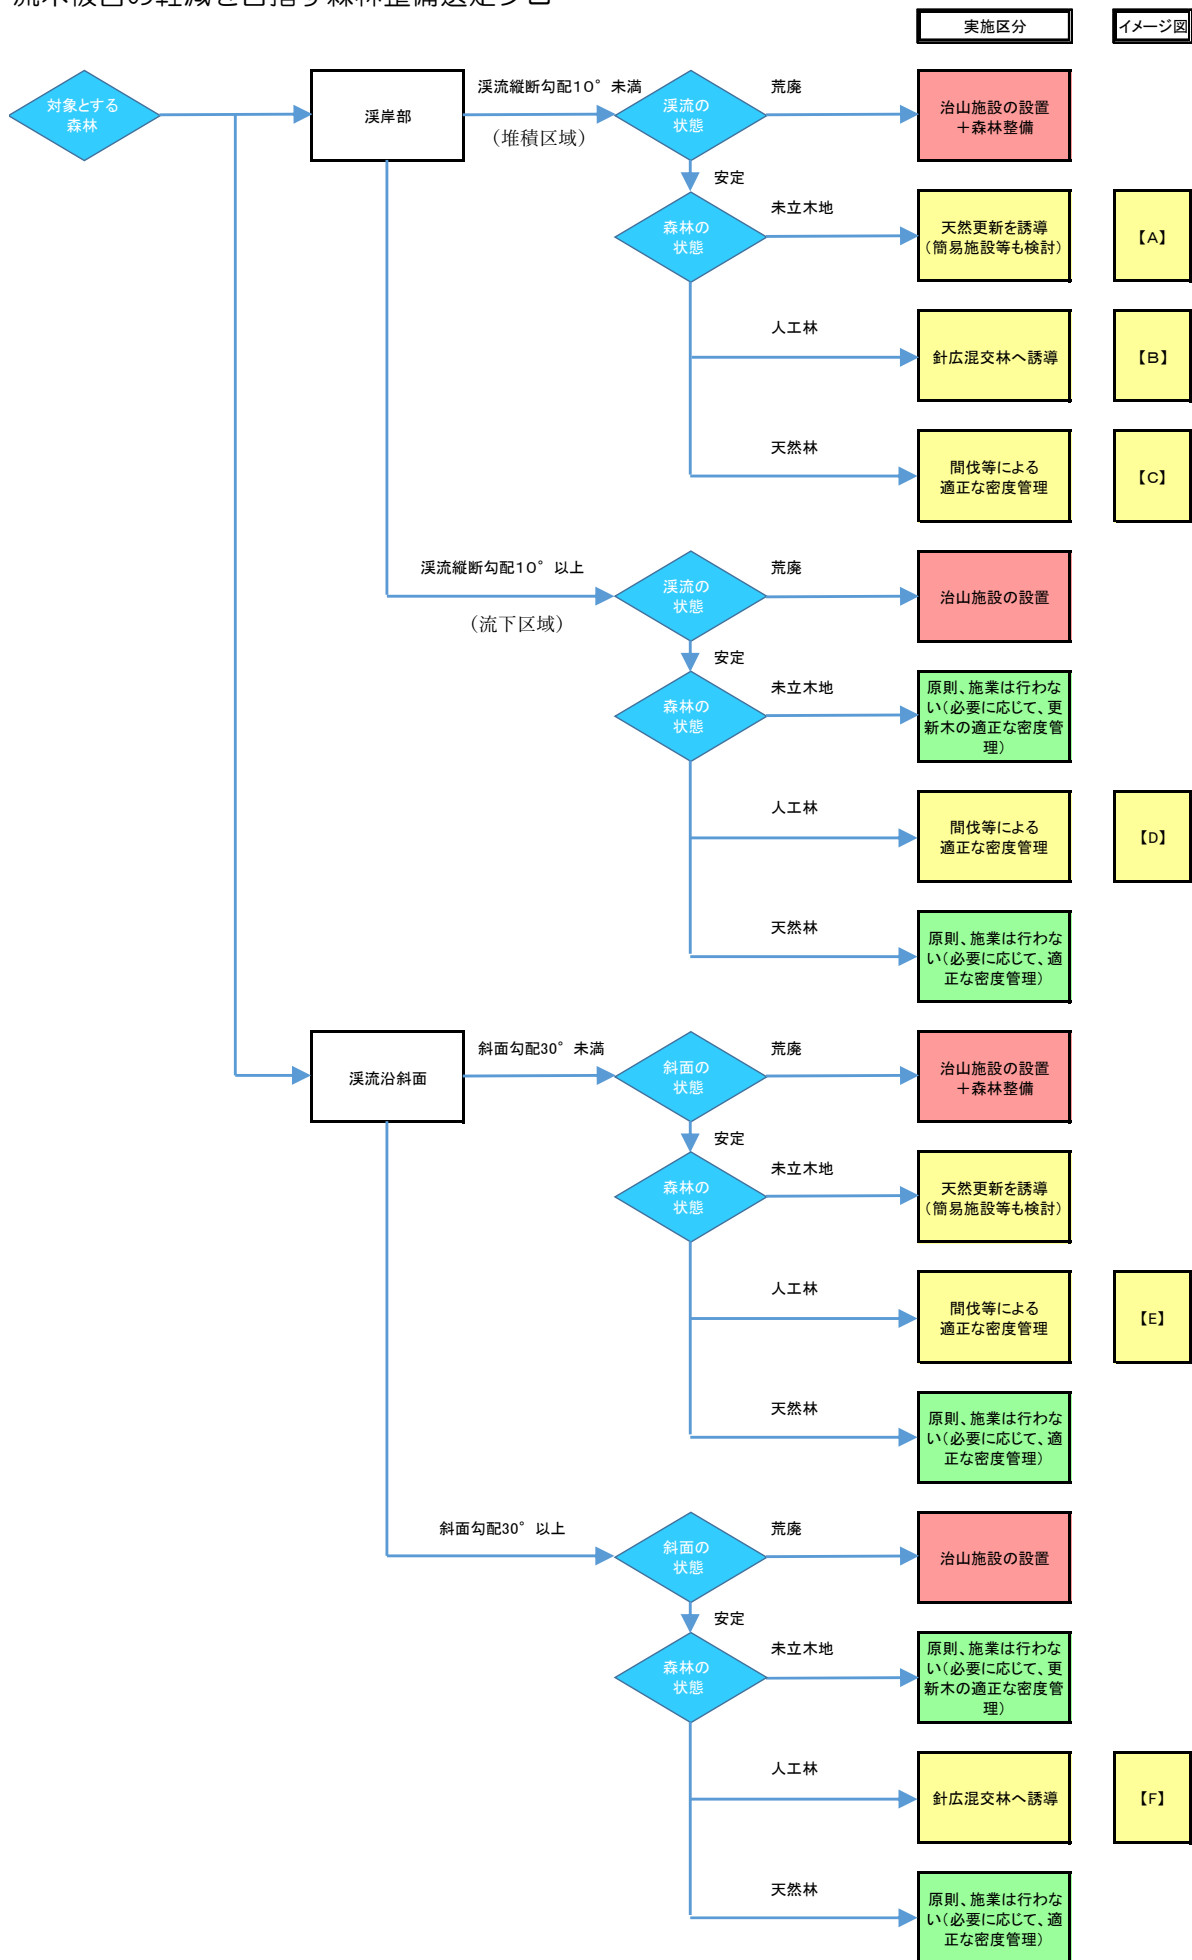 流木被害の軽減を目指す森林整備選定フロー
実施区分
イメージ図
対象とする
森林
渓岸部
渓流縦断勾配10°未満
(堆積区域)
渓流の
状態
荒廃
治山施設の設置
+森林整備
安定
森林の
状態
未立木地
天然更新を誘導
(簡易施設等も検討)
【A】
人工林
針広混交林へ誘導
【B】
天然林
間伐等による
適正な密度管理
【C】
渓流縦断勾配10°以上
(流下区域)
渓流の
状態
荒廃
治山施設の設置
安定
森林の
状態
未立木地
原則、施業は行わな
い(必要に応じて、更
新木の適正な密度管
理)
人工林
間伐等による
適正な密度管理
【D】
天然林
原則、施業は行わな
い(必要に応じて、適
正な密度管理)
渓流沿斜面
斜面勾配30°未満
斜面の
状態
荒廃
治山施設の設置
+森林整備
安定
森林の
状態
未立木地
天然更新を誘導
(簡易施設等も検討)
人工林
間伐等による
適正な密度管理
【E】
天然林
原則、施業は行わな
い(必要に応じて、適
正な密度管理)
斜面勾配30°以上
斜面の
状態
荒廃
治山施設の設置
安定
森林の
状態
未立木地
原則、施業は行わな
い(必要に応じて、更
新木の適正な密度管
理)
人工林
針広混交林へ誘導
【F】
天然林
原則、施業は行わな
い(必要に応じて、適
正な密度管理)